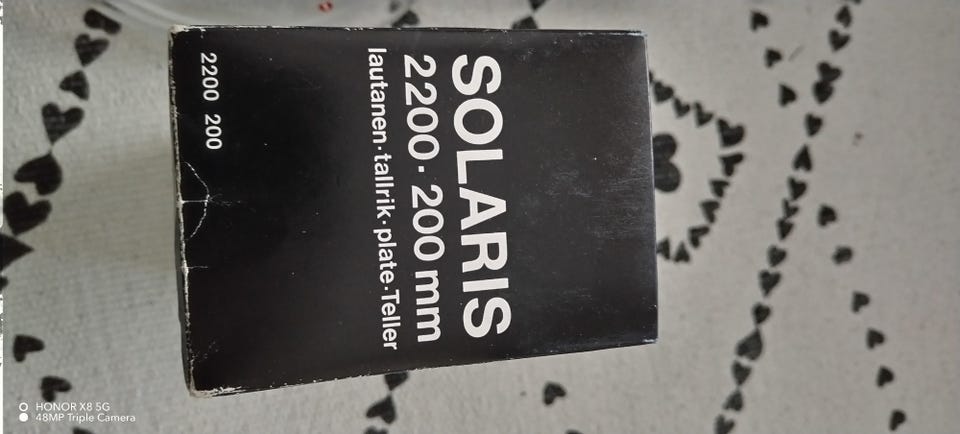 SOLARIS
2200·200 mm
lautanen·tallrik·plate·Teller
2200 200
HONOR X8 5G
48MP Triple Camera